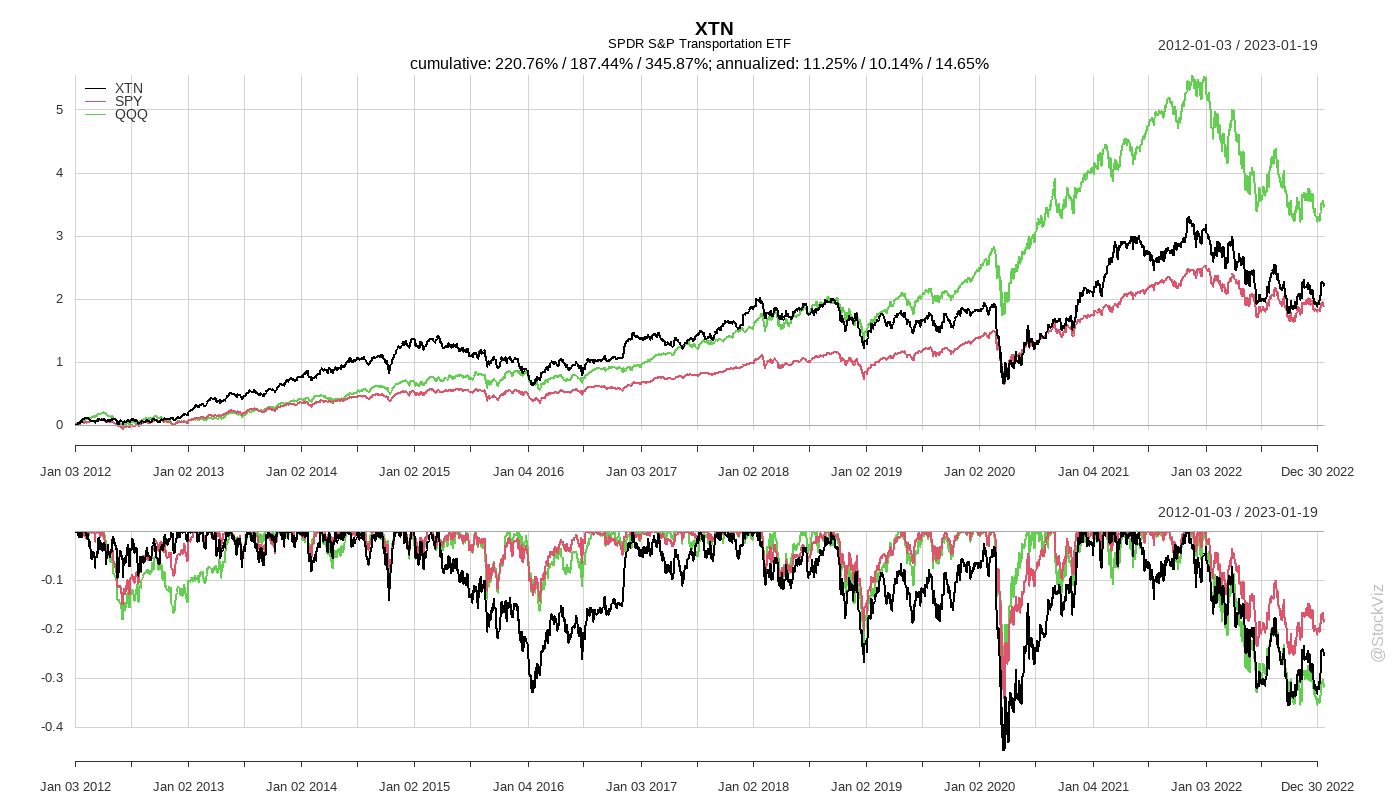 XTN
SPDR S&P Transportation ETF
2012-01-03 / 2023-01-19
cumulative: 220.76% / 187.44% / 345.87%; annualized: 11.25% / 10.14% / 14.65%
XTN
SPY
QQQ
5
4
3
2
1
0
Jan 03 2012 Jan 02 2013 Jan 02 2014 Jan 02 2015 Jan 04 2016 Jan 03 2017 Jan 02 2018 Jan 02 2019 Jan 02 2020 Jan 04 2021 Jan 03 2022 Dec 30 2022
2012-01-03 / 2023-01-19
-0.1
-0.2
-0.3
-0.4
Jan 03 2012 Jan 02 2013 Jan 02 2014 Jan 02 2015 Jan 04 2016 Jan 03 2017 Jan 02 2018 Jan 02 2019 Jan 02 2020 Jan 04 2021 Jan 03 2022 Dec 30 2022
@StockViz